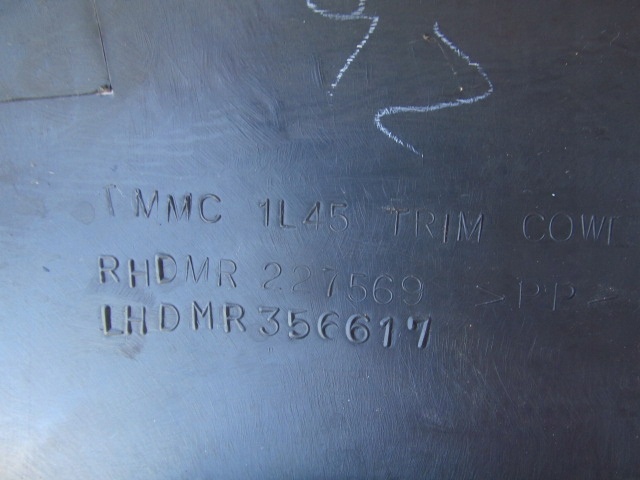 TMMC 1L45 TRIM COWL
RHDMR 227569 >PP>
LHDMR356617